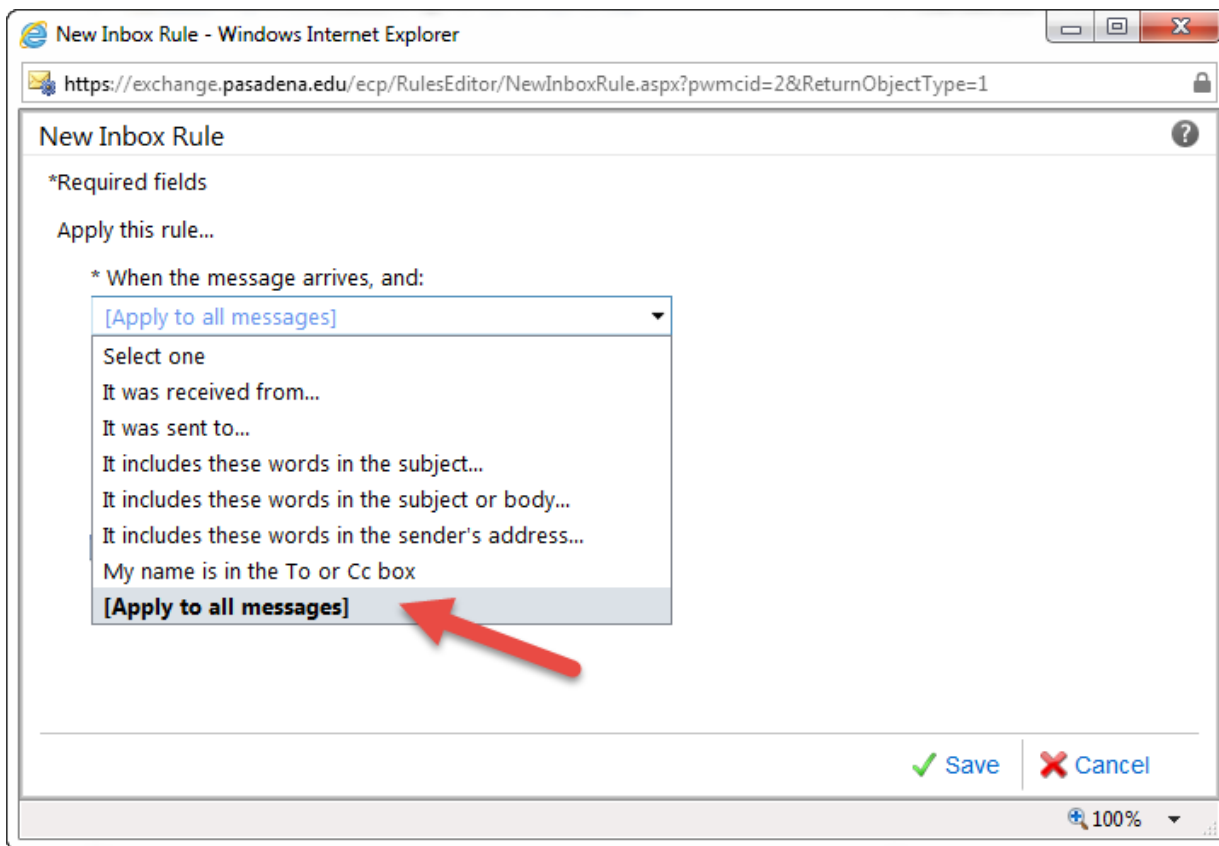 New Inbox Rule - Windows Internet Explorer
https://exchange.pasadena.edu/ecp/RulesEditor/NewInboxRule.aspx?pwmcid=2&ReturnObjectType=1
New Inbox Rule
*Required fields
Apply this rule...
* When the message arrives, and:
[Apply to all messages]
Select one
It was received from...
It was sent to...
It includes these words in the subject...
It includes these words in the subject or body...
It includes these words in the sender's address...
My name is in the To or Cc box
[Apply to all messages]
Save
Cancel
100%